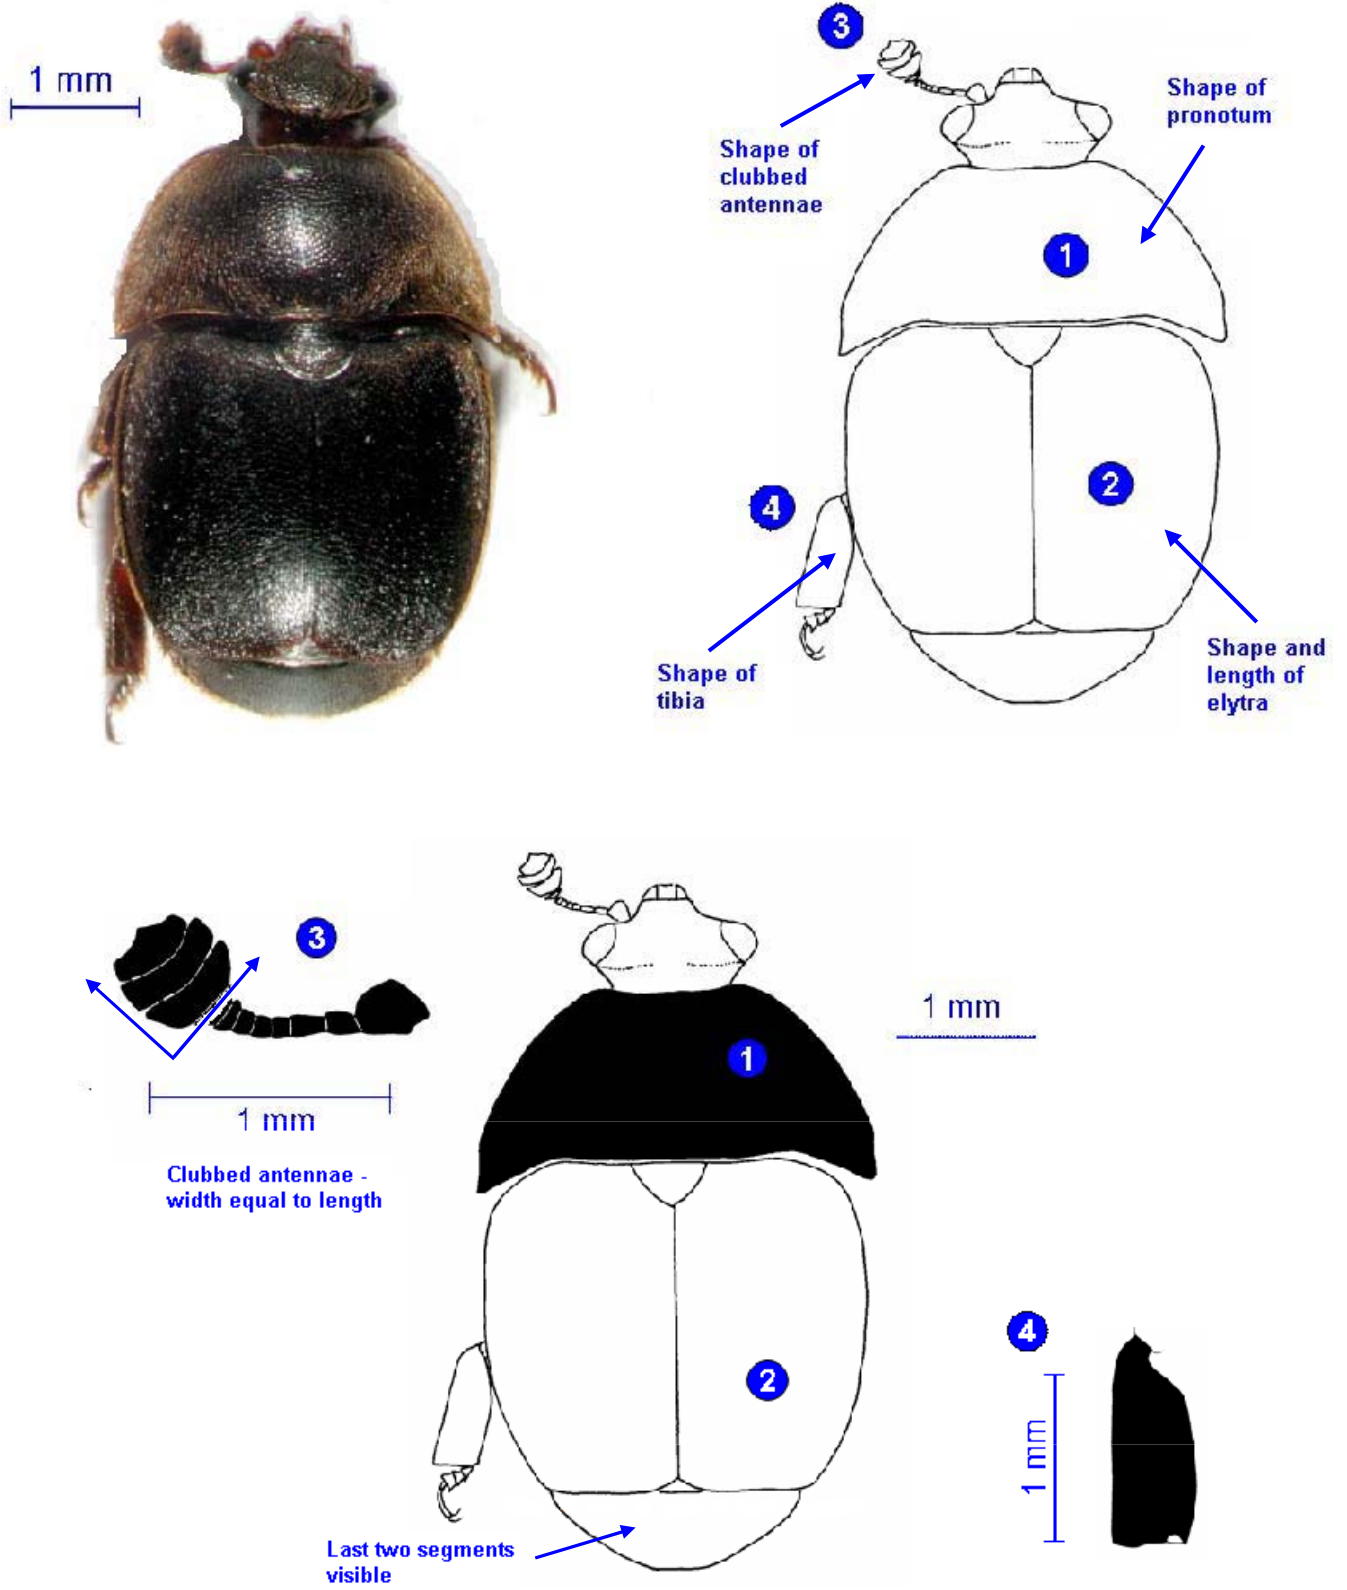 1 mm
3
Shape of
clubbed
antennae
Shape of
pronotum
1
2
4
Shape of
tibia
Shape and
length of
elytra
3
1 mm
Clubbed antennae -
width equal to length
1
1 mm
2
4
1 mm
Last two segments
visible